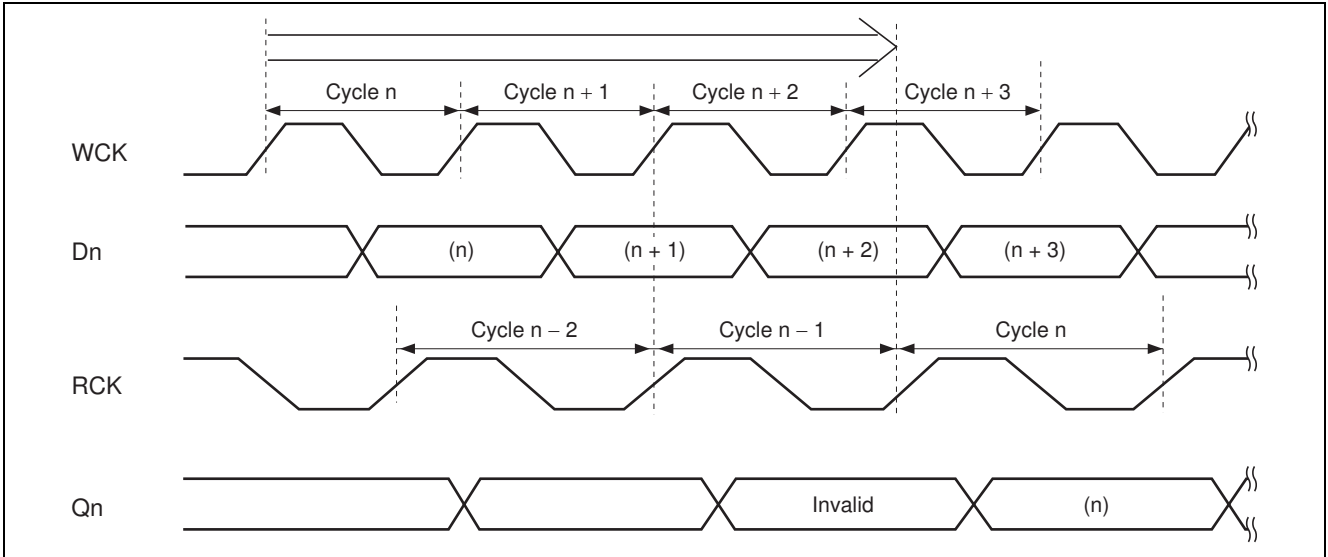 Cycle n Cycle n + 1 Cycle n + 2 Cycle n + 3
WCK
Dn (n) (n + 1) (n + 2) (n + 3)
Cycle n − 2 Cycle n − 1 Cycle n
RCK
Qn Invalid (n)